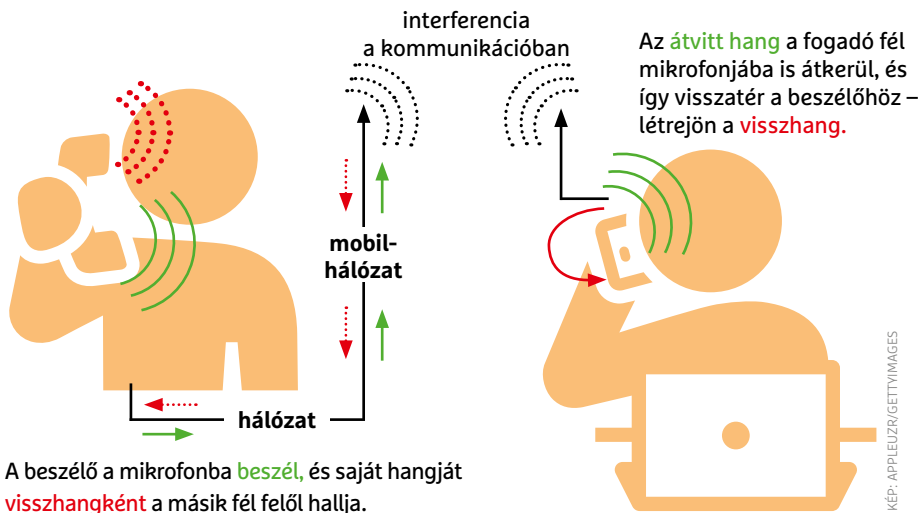 interferencia
a kommunikációban
Az átvitt hang a fogadó fél
mikrofonjába is átkerül, és
így visszatér a beszélőhöz –
létrejön a visszhang.
mobil-
hálózat
hálózat
A beszélő a mikrofonba beszél, és saját hangját
visszhangként a másik fél felől hallja.
KÉP: APPLEUZR/GETTYIMAGES